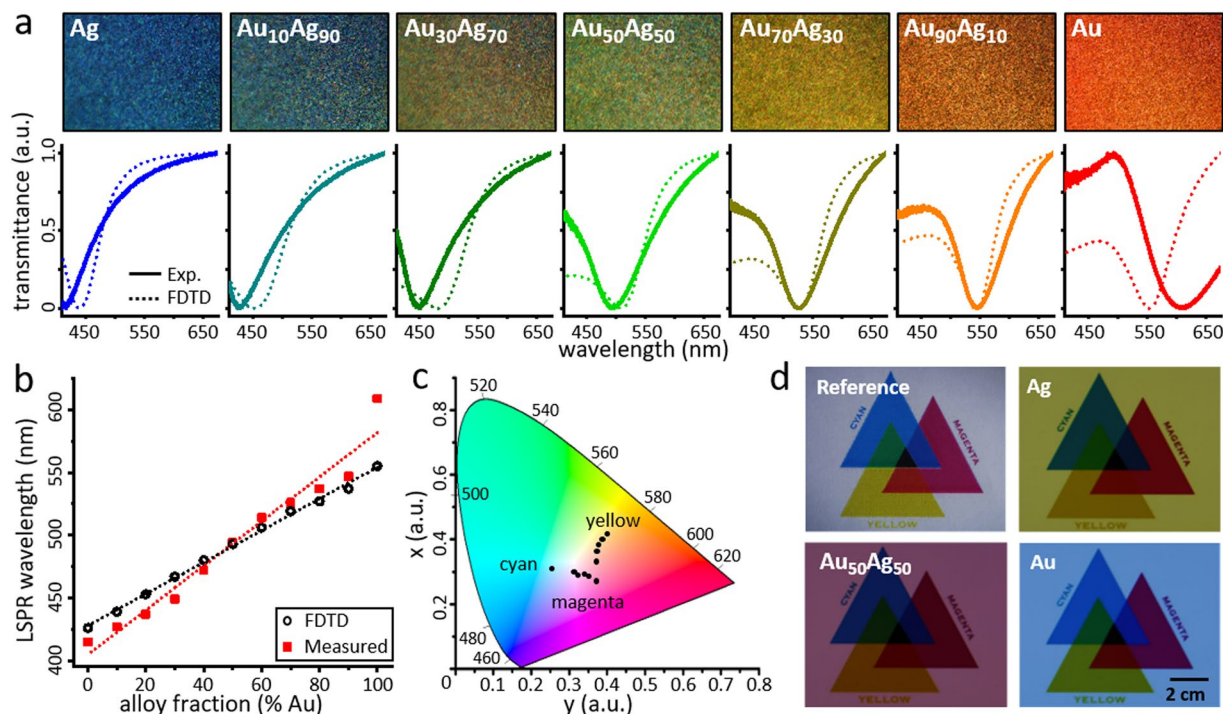 a
Ag
Au10Ag90
Au30Ag70
Au50Ag50
Au70Ag30
Au90Ag10
Au
transmittance (a.u.)
1.0
0.5
0
Exp.
FDTD
450 550 650
450 550 650
450 550 650
450 550 650
450 550 650
450 550 650
450 550 650
wavelength (nm)
b
LSPR wavelength (nm)
600
550
500
450
400
FDTD
Measured
0 20 40 60 80 100
alloy fraction (% Au)
c
x (a.u.)
0.8
0.6
0.4
0.2
0
520
540
560
580
600
620
500
480
460
yellow
cyan
magenta
0 0.1 0.2 0.3 0.4 0.5 0.6 0.7 0.8
y (a.u.)
d
Reference
CYAN
MAGENTA
YELLOW
Ag
CYAN
MAGENTA
YELLOW
Au50Ag50
CYAN
MAGENTA
YELLOW
Au
CYAN
MAGENTA
YELLOW
2 cm